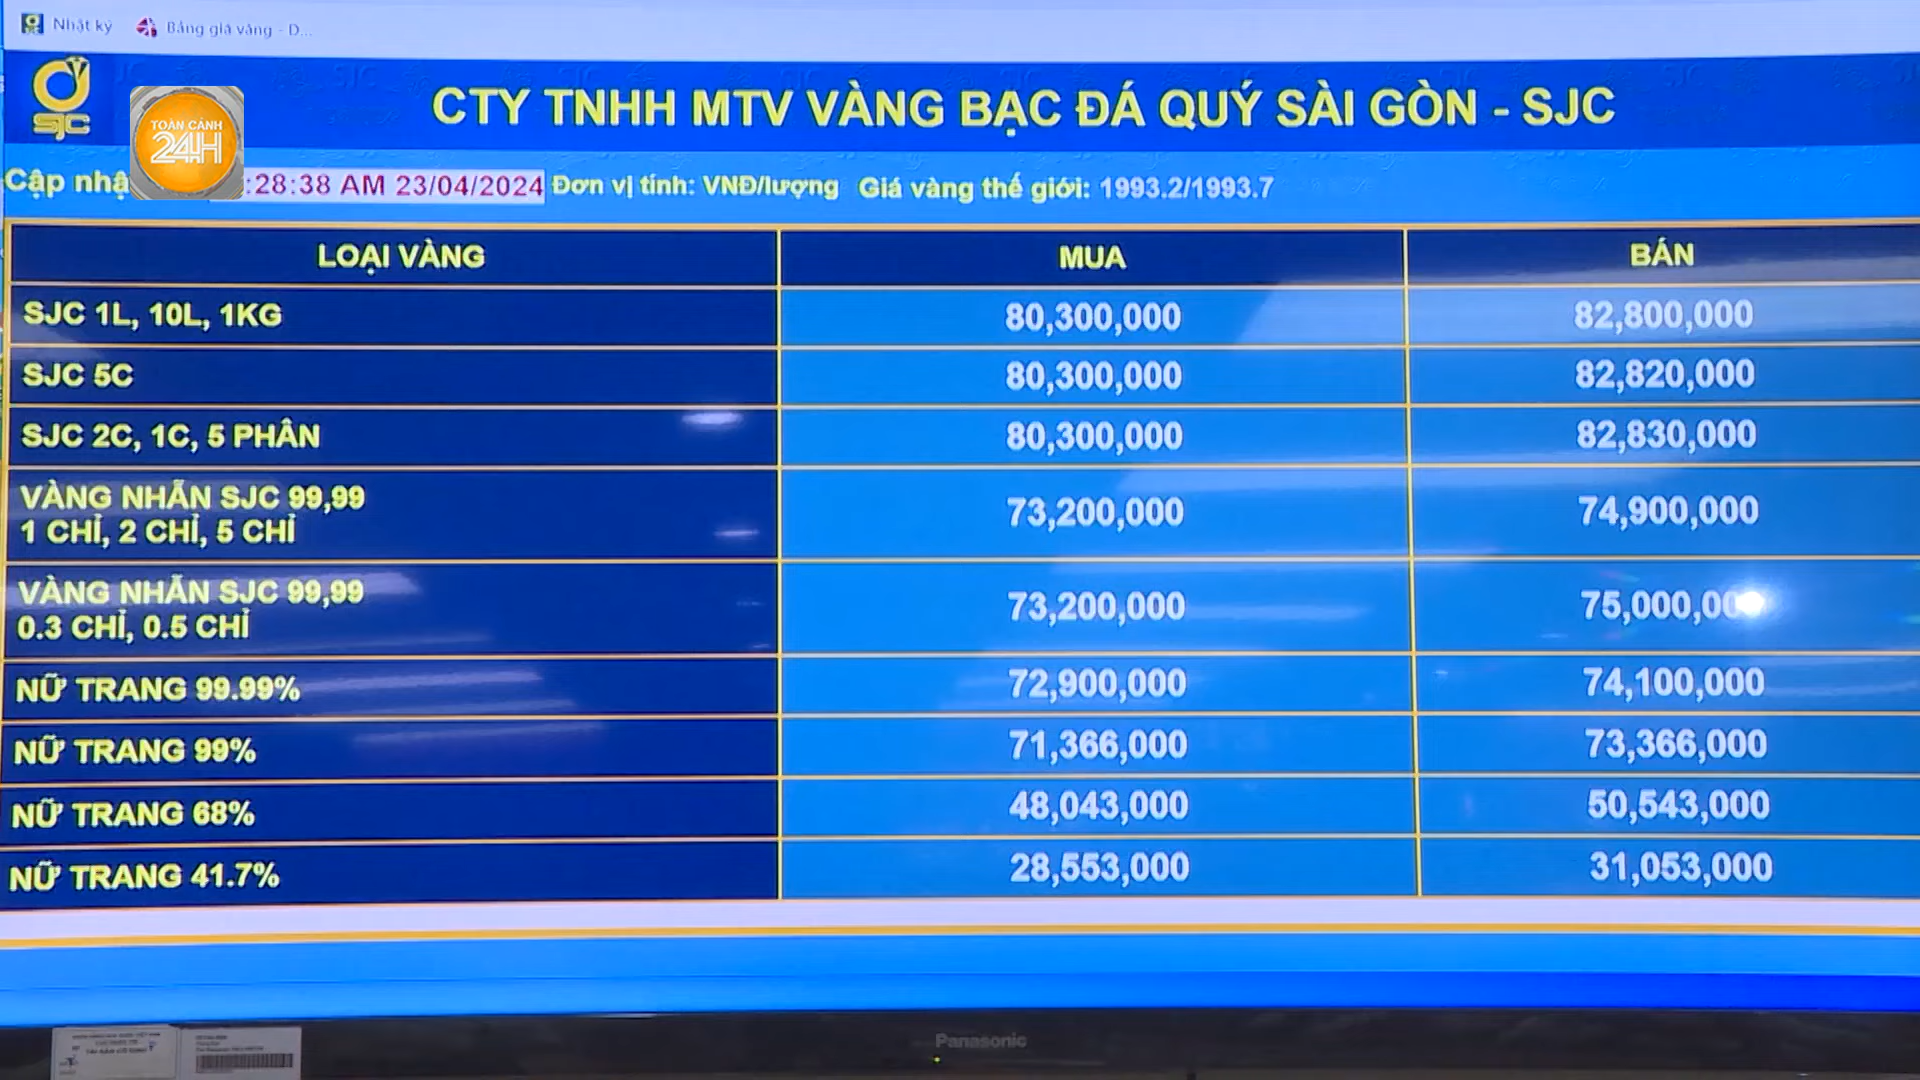 Nhật ký
Bảng giá vàng - D...
SJC
CTY TNHH MTV VÀNG BẠC ĐÁ QUÝ SÀI GÒN - SJC
TOÀN CẢNH
24H
Cập nhậ :28:38 AM 23/04/2024 Đơn vị tính: VNĐ/lượng Giá vàng thế giới: 1993.2/1993.7
LOẠI VÀNG MUA BÁN
SJC 1L, 10L, 1KG 80,300,000 82,800,000
SJC 5C 80,300,000 82,820,000
SJC 2C, 1C, 5 PHÂN 80,300,000 82,830,000
VÀNG NHẪN SJC 99,99
1 CHỈ, 2 CHỈ, 5 CHỈ 73,200,000 74,900,000
VÀNG NHẪN SJC 99,99
0.3 CHỈ, 0.5 CHỈ 73,200,000 75,000,000
NỮ TRANG 99.99% 72,900,000 74,100,000
NỮ TRANG 99% 71,366,000 73,366,000
NỮ TRANG 68% 48,043,000 50,543,000
NỮ TRANG 41.7% 28,553,000 31,053,000
Panasonic